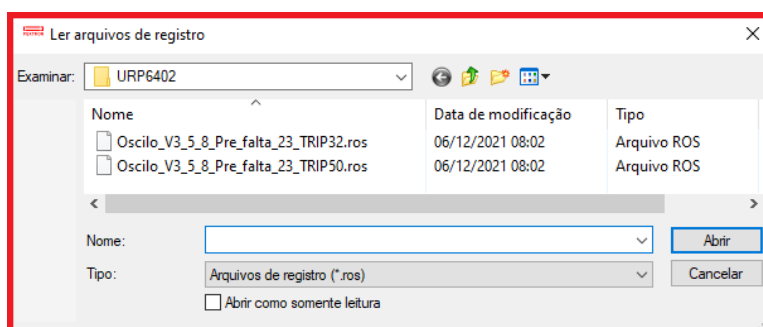 Ler arquivos de registro
Examinar: URP6402
Nome Data de modificação Tipo
Oscilo_V3_5_8_Pre_falta_23_TRIP32.ros 06/12/2021 08:02 Arquivo ROS
Oscilo_V3_5_8_Pre_falta_23_TRIP50.ros 06/12/2021 08:02 Arquivo ROS
Nome: Abrir
Tipo: Arquivos de registro (*.ros) Cancelar
Abrir como somente leitura